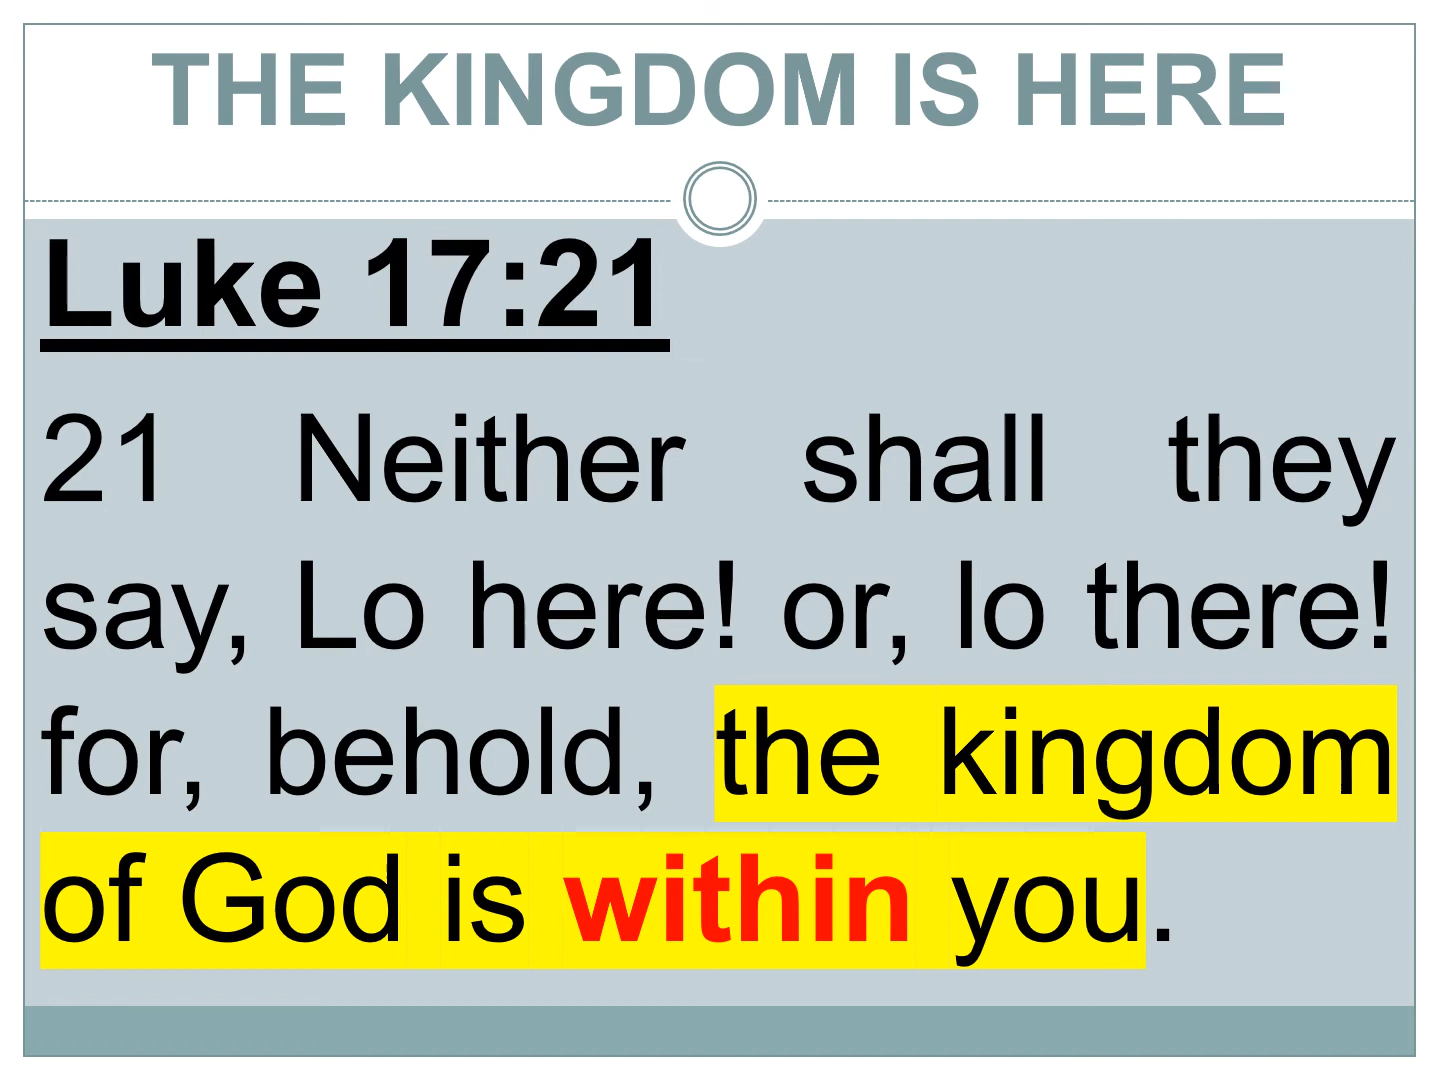 THE KINGDOM IS HERE
Luke 17:21
21 Neither shall they
say, Lo here! or, lo there!
for, behold, the kingdom
of God is within you.